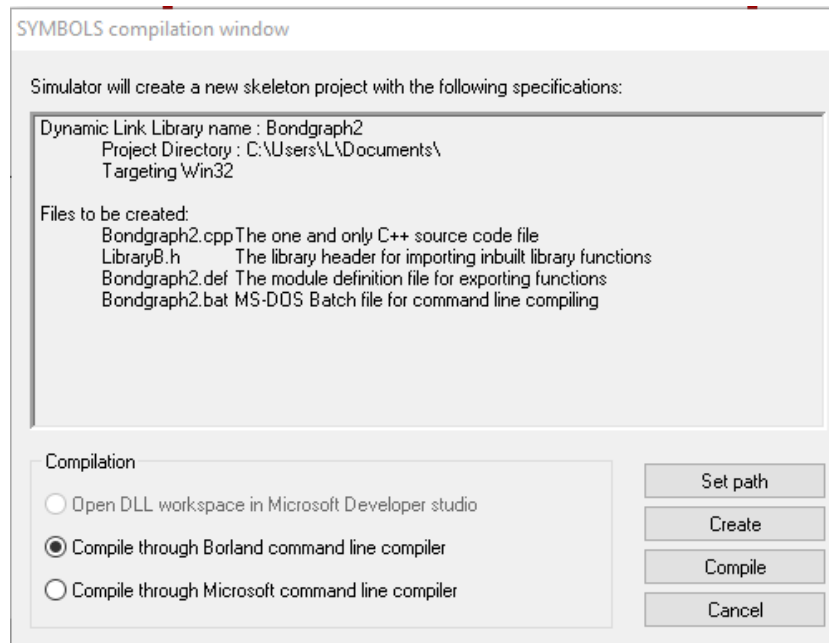 SYMBOLS compilation window
Simulator will create a new skeleton project with the following specifications:
Dynamic Link Library name : Bondgraph2
Project Directory : C:\Users\L\Documents\
Targeting Win32
Files to be created:
Bondgraph2.cpp The one and only C++ source code file
LibraryB.h The library header for importing inbuilt library functions
Bondgraph2.def The module definition file for exporting functions
Bondgraph2.bat MS-DOS Batch file for command line compiling
Compilation
Open DLL workspace in Microsoft Developer studio
Compile through Borland command line compiler
Compile through Microsoft command line compiler
Set path
Create
Compile
Cancel